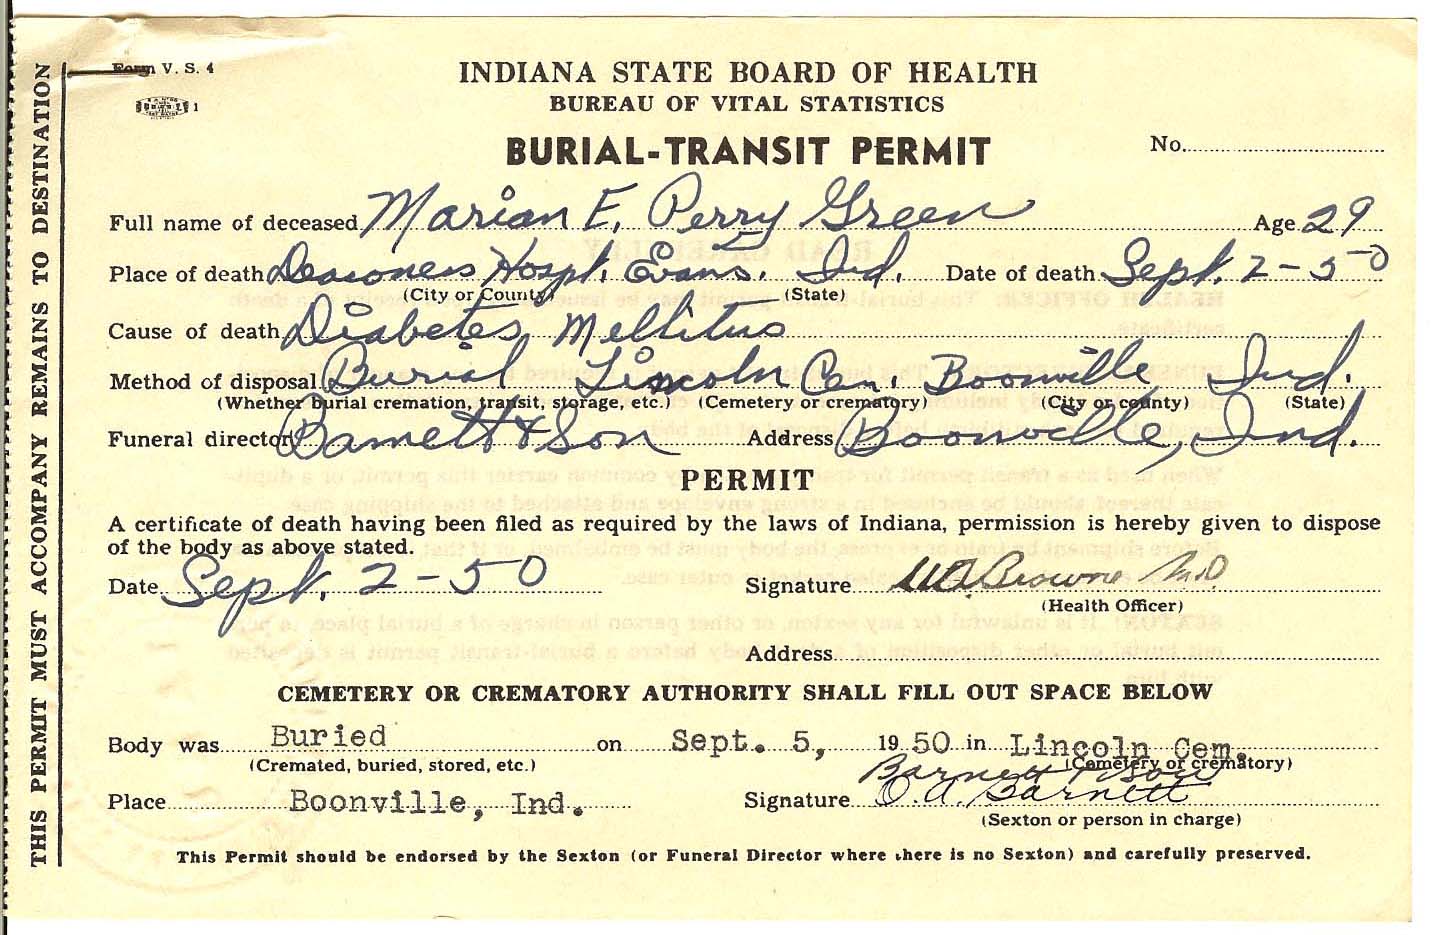 THIS PERMIT MUST ACCOMPANY REMAINS TO DESTINATION
Form V. S. 4
1
INDIANA STATE BOARD OF HEALTH
BUREAU OF VITAL STATISTICS
BURIAL-TRANSIT PERMIT
No.
Full name of deceased Marian E. Perry Green Age 29
Place of death Deaconess Hospt. Evans. Ind. Date of death Sept. 2-50
(City or County) (State)
Cause of death Diabetes Mellitus
Method of disposal Burial Lincoln Cem. Boonville, Ind.
(Whether burial cremation, transit, storage, etc.) (Cemetery or crematory) (City or county) (State)
Funeral director Barnett & Son Address Boonville, Ind.
PERMIT
A certificate of death having been filed as required by the laws of Indiana, permission is hereby given to dispose
of the body as above stated.
Date Sept. 2-50 Signature Browne M.D
(Health Officer)
Address
CEMETERY OR CREMATORY AUTHORITY SHALL FILL OUT SPACE BELOW
Body was Buried on Sept. 5, 19 50 in Lincoln Cem.
(Cremated, buried, stored, etc.) (Cemetery or crematory)
Barnett & Son
Place Boonville, Ind. Signature O.A. Barnett
(Sexton or person in charge)
This Permit should be endorsed by the Sexton (or Funeral Director where there is no Sexton) and carefully preserved.